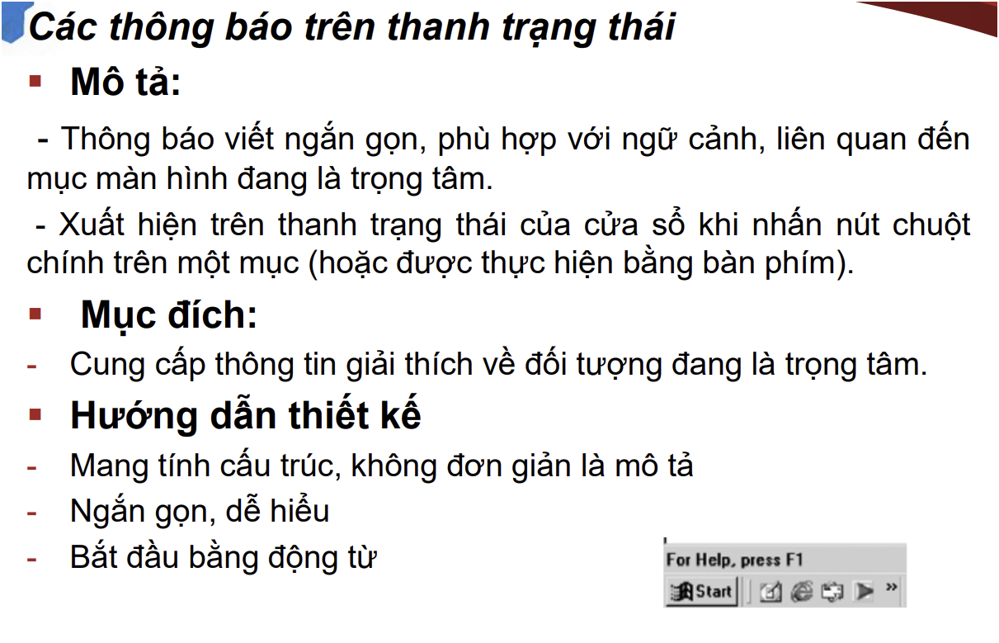 Các thông báo trên thanh trạng thái
▪ Mô tả:
- Thông báo viết ngắn gọn, phù hợp với ngữ cảnh, liên quan đến
mục màn hình đang là trọng tâm.
- Xuất hiện trên thanh trạng thái của cửa sổ khi nhấn nút chuột
chính trên một mục (hoặc được thực hiện bằng bàn phím).
▪ Mục đích:
- Cung cấp thông tin giải thích về đối tượng đang là trọng tâm.
▪ Hướng dẫn thiết kế
- Mang tính cấu trúc, không đơn giản là mô tả
- Ngắn gọn, dễ hiểu
- Bắt đầu bằng động từ
For Help, press F1
Start »